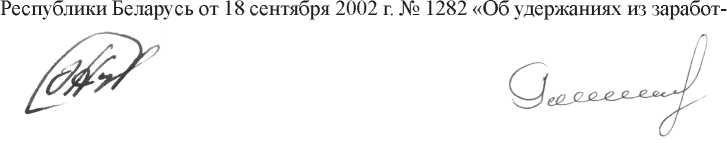 Республики Беларусь от 18 сентября 2002 г. № 1282 «Об удержаниях из заработ-